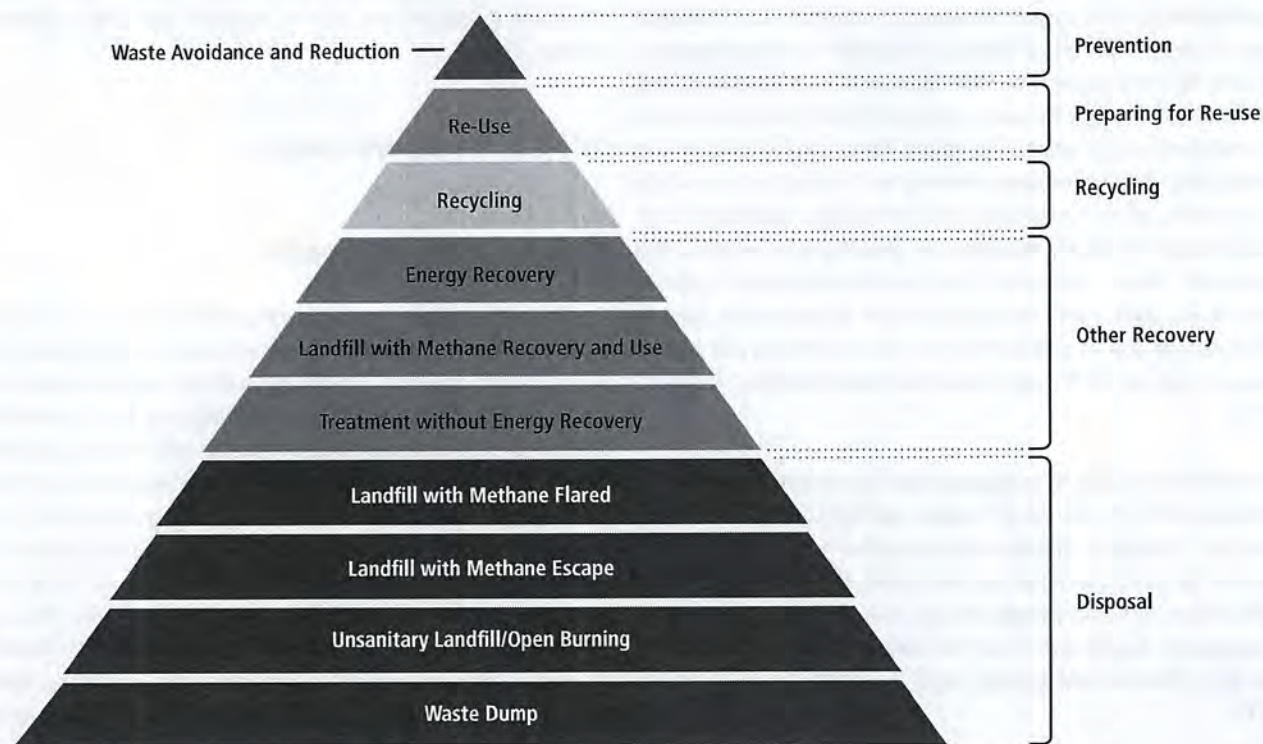 Waste Avoidance and Reduction
Prevention
Re-Use
Preparing for Re-use
Recycling
Recycling
Energy Recovery
Landfill with Methane Recovery and Use
Other Recovery
Treatment without Energy Recovery
Landfill with Methane Flared
Landfill with Methane Escape
Disposal
Unsanitary Landfill/Open Burning
Waste Dump